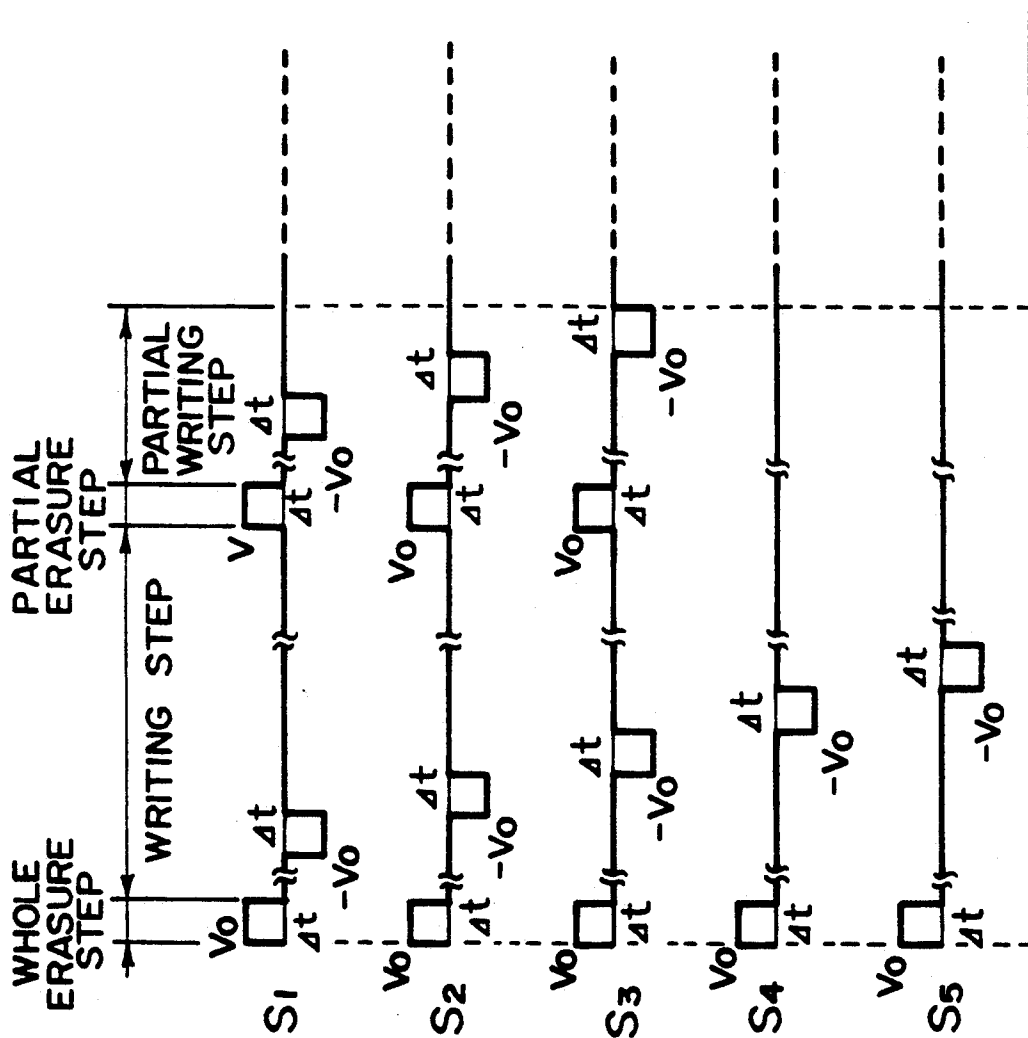 WHOLE
ERASURE
STEP
WRITING STEP
PARTIAL
ERASURE
STEP
PARTIAL
WRITING
STEP
Vo V
Δt Δt
S1 Δt Δt
-Vo -Vo
Vo Vo
Δt Δt
S2 Δt Δt
-Vo -Vo
Vo Vo
Δt Δt
S3 Δt Δt
-Vo -Vo
Vo
Δt
S4 Δt
-Vo
Vo
Δt
S5 Δt
-Vo